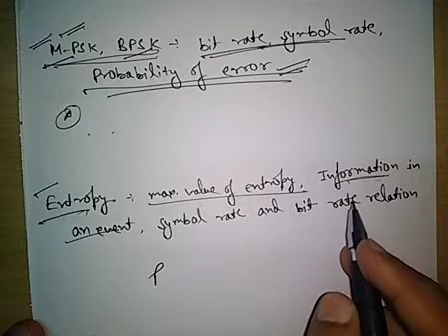 M-PSK, BPSK :- bit rate, symbol rate,
Probability of error
A
Entropy :- max. value of entropy, Information in
an event, symbol rate and bit rate relation
P